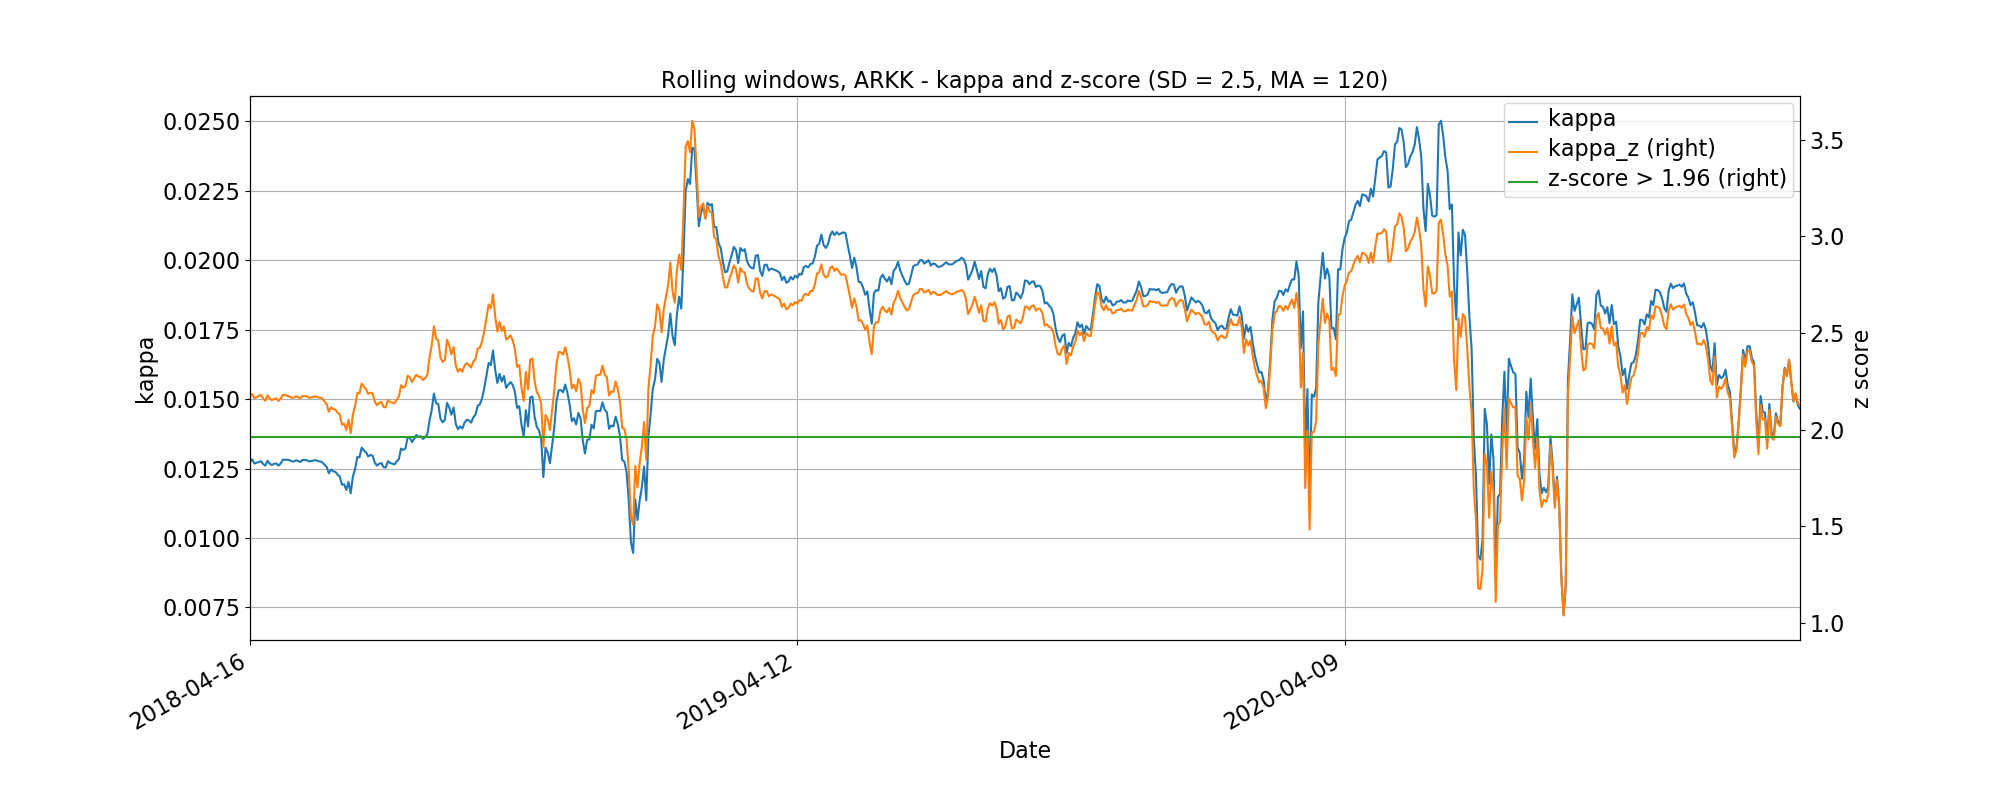 Rolling windows, ARKK - kappa and z-score (SD = 2.5, MA = 120)
kappa
kappa_z (right)
z-score > 1.96 (right)
0.0250
0.0225
0.0200
0.0175
0.0150
0.0125
0.0100
0.0075
kappa
3.5
3.0
2.5
2.0
1.5
1.0
z score
2018-04-16
2019-04-12
2020-04-09
Date